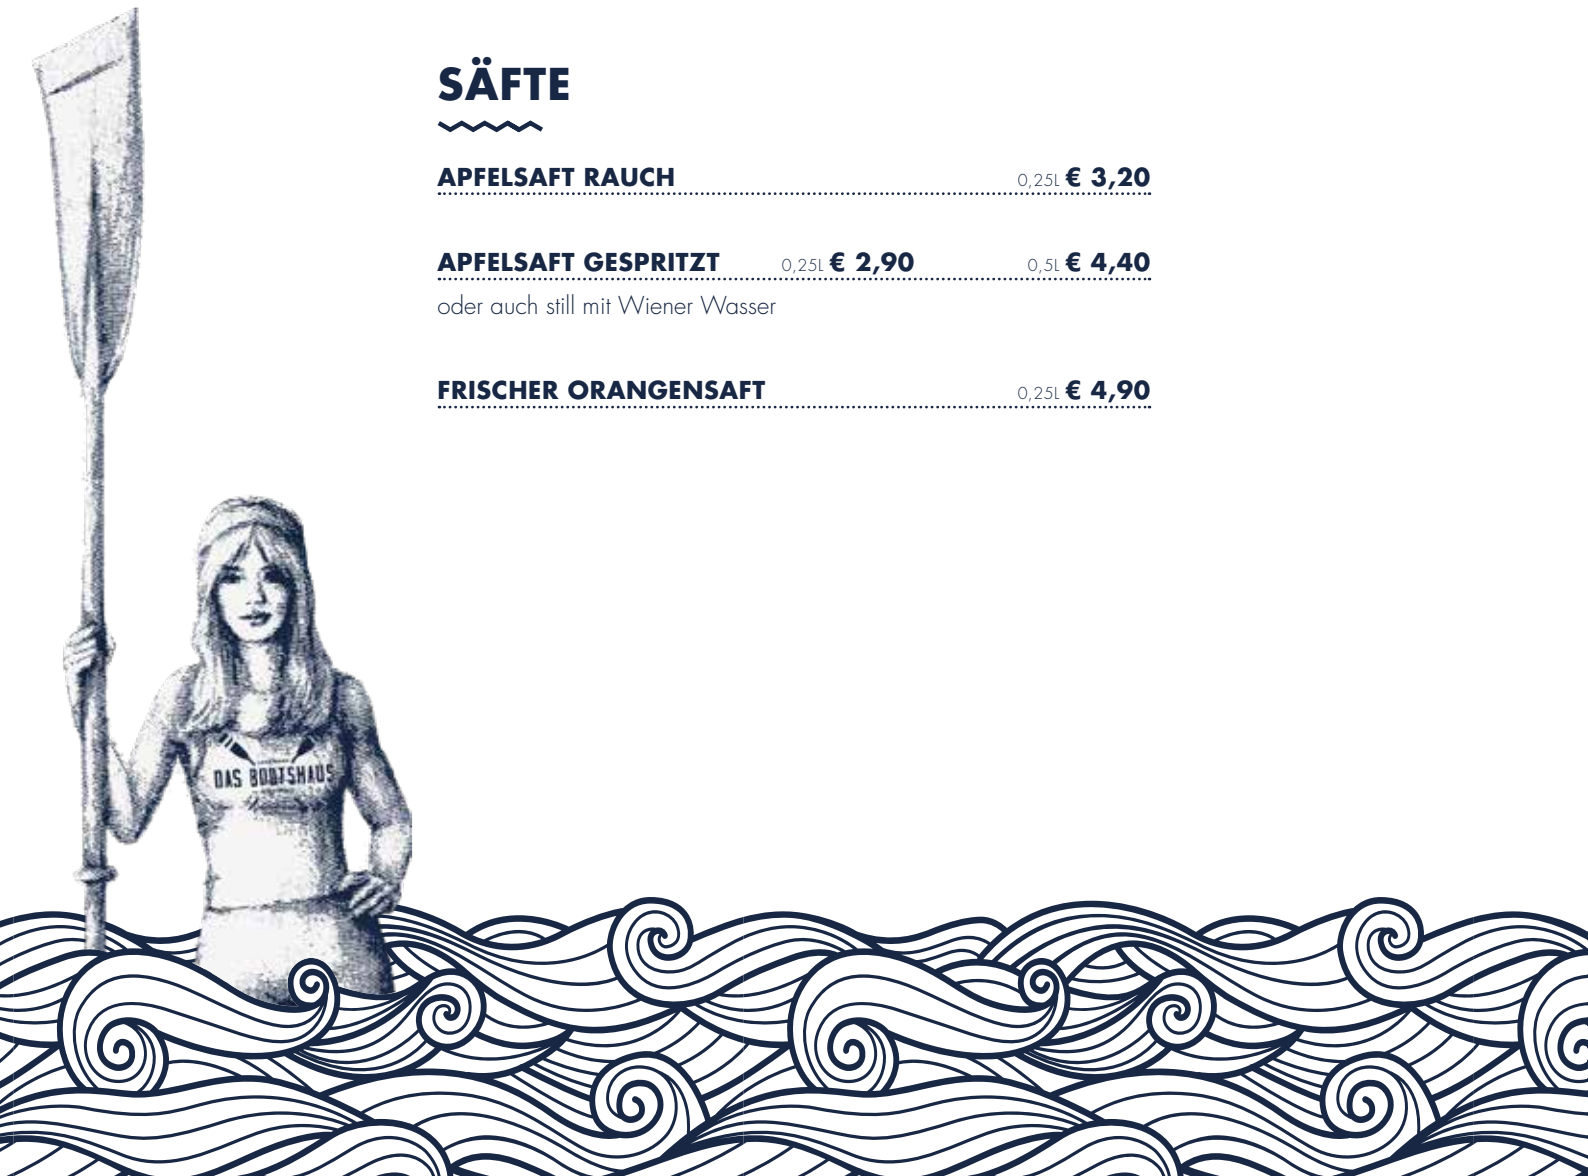 SÄFTE
APFELSAFT RAUCH 0,25L € 3,20
APFELSAFT GESPRITZT 0,25L € 2,90 0,5L € 4,40
oder auch still mit Wiener Wasser
FRISCHER ORANGENSAFT 0,25L € 4,90
DAS BOOTSHAUS